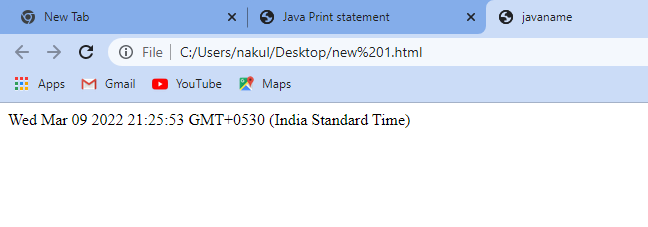 New Tab Java Print statement javaname
File C:/Users/nakul/Desktop/new%201.html
Apps Gmail YouTube Maps
Wed Mar 09 2022 21:25:53 GMT+0530 (India Standard Time)